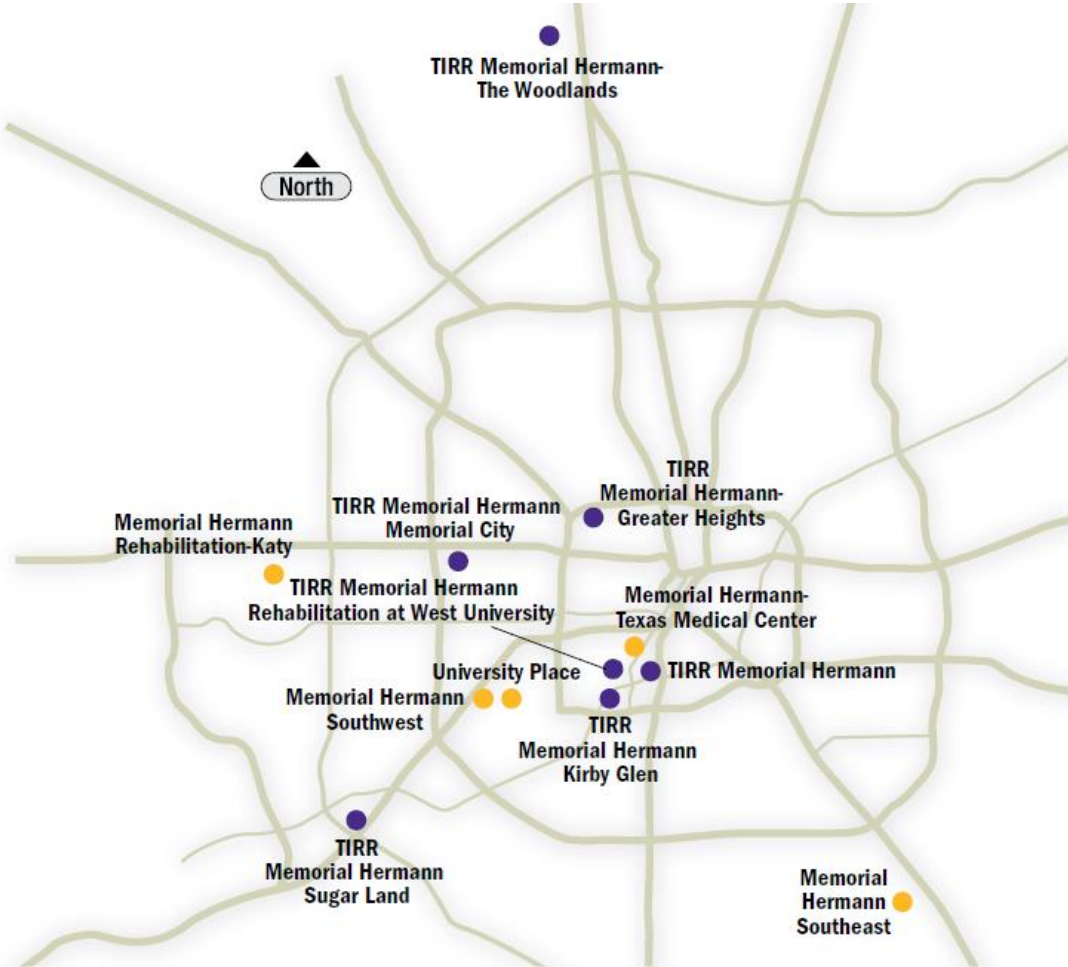 TIRR Memorial Hermann-
The Woodlands
North
TIRR
Memorial Hermann-
Greater Heights
TIRR Memorial Hermann
Memorial City
Memorial Hermann
Rehabilitation-Katy
TIRR Memorial Hermann
Rehabilitation at West University
Memorial Hermann-
Texas Medical Center
University Place
TIRR Memorial Hermann
Memorial Hermann
Southwest
TIRR
Memorial Hermann
Kirby Glen
TIRR
Memorial Hermann
Sugar Land
Memorial
Hermann
Southeast